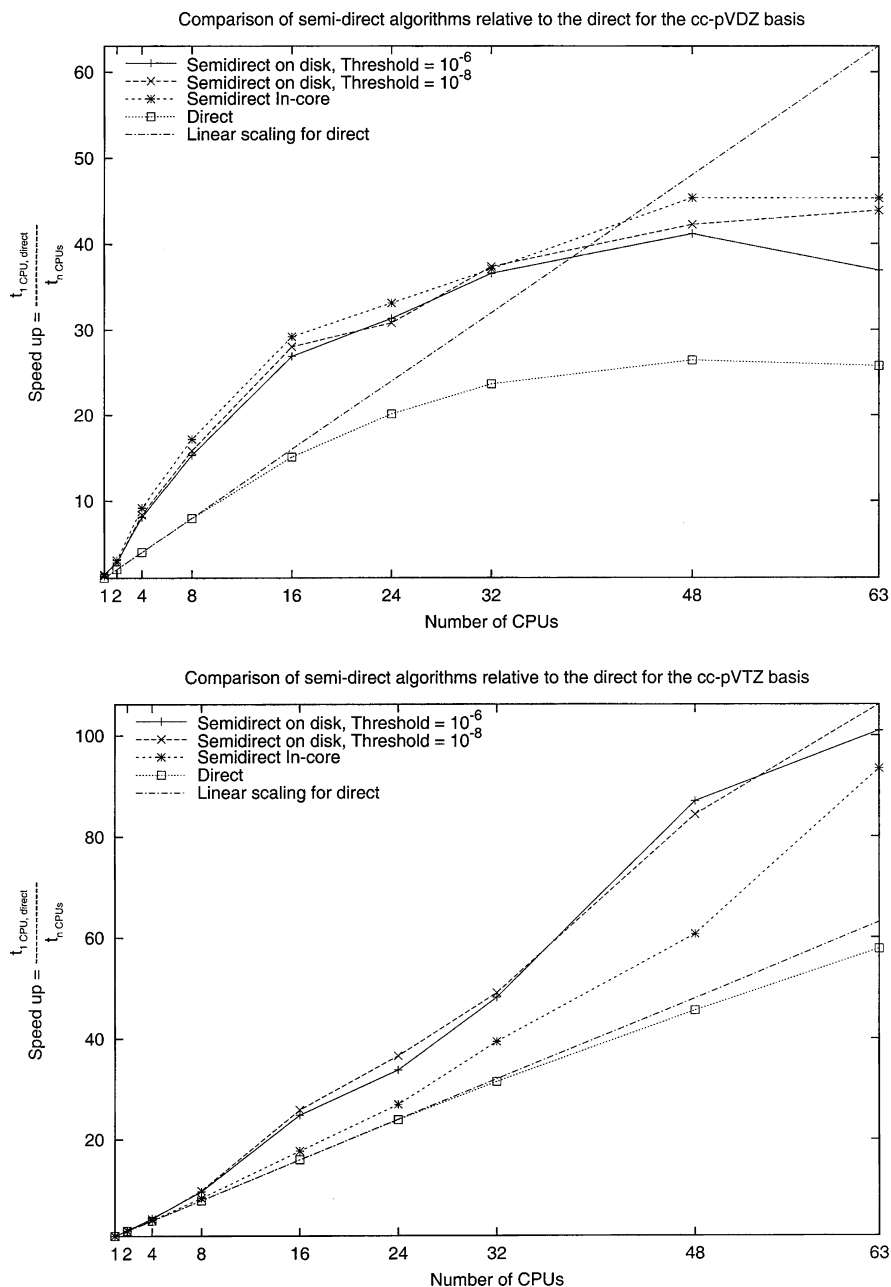 Comparison of semi-direct algorithms relative to the direct for the cc-pVDZ basis
60
50
40
30
20
10
Semidirect on disk, Threshold = 10^-6
Semidirect on disk, Threshold = 10^-8
Semidirect In-core
Direct
Linear scaling for direct
Speed up = t 1 CPU, direct / t n CPUs
1 2 4 8 16 24 32 48 63
Number of CPUs
Comparison of semi-direct algorithms relative to the direct for the cc-pVTZ basis
100
80
60
40
20
Semidirect on disk, Threshold = 10^-6
Semidirect on disk, Threshold = 10^-8
Semidirect In-core
Direct
Linear scaling for direct
Speed up = t 1 CPU, direct / t n CPUs
1 2 4 8 16 24 32 48 63
Number of CPUs